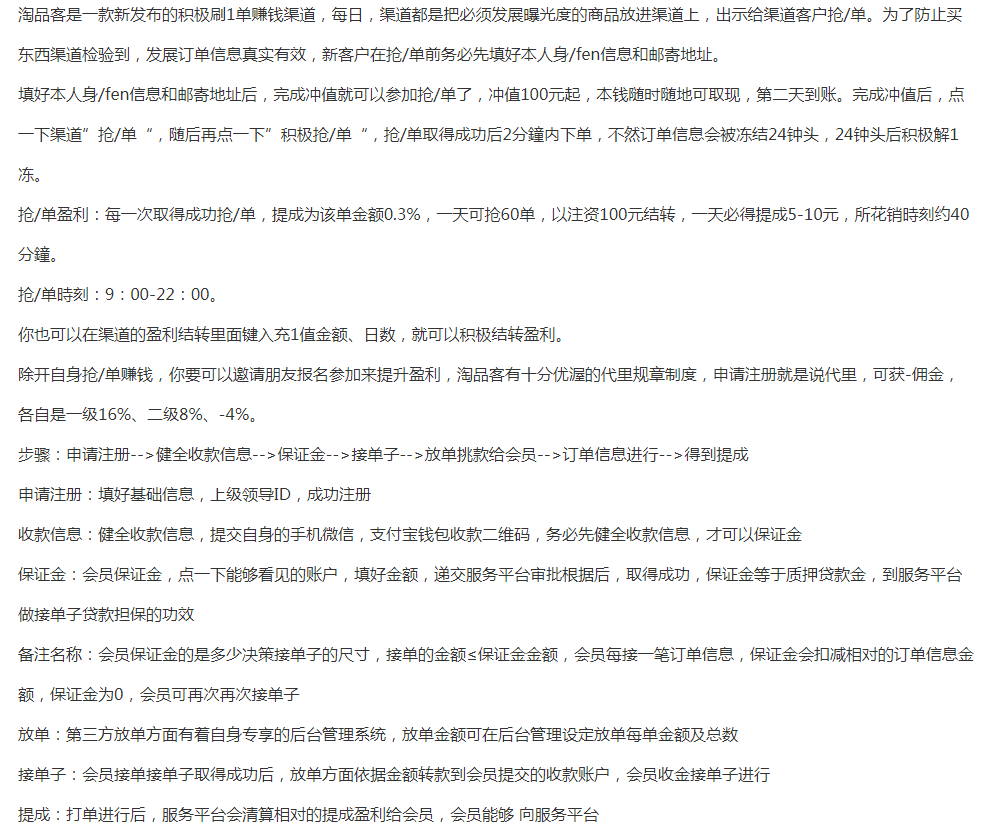 淘品客是一款新发布的积极刷1单赚钱渠道，每日，渠道都是把必须发展曝光度的商品放进渠道上，出示给渠道客户抢/单。为了防止买
东西渠道检验到，发展订单信息真实有效，新客户在抢/单前务必先填好本人身/fen信息和邮寄地址。
填好本人身/fen信息和邮寄地址后，完成冲值就可以参加抢/单了，冲值100元起，本钱随时随地可取现，第二天到账。完成冲值后，点
一下渠道”抢/单“，随后再点一下”积极抢/单“，抢/单取得成功后2分鐘内下单，不然订单信息会被冻结24钟头，24钟头后积极解1
冻。
抢/单盈利：每一次取得成功抢/单，提成为该单金额0.3%，一天可抢60单，以注资100元结转，一天必得提成5-10元，所花销時刻约40
分鐘。
抢/单時刻：9：00-22：00。
你也可以在渠道的盈利结转里面键入充1值金额、日数，就可以积极结转盈利。
除开自身抢/单赚钱，你要可以邀请朋友报名参加来提升盈利，淘品客有十分优渥的代里规章制度，申请注册就是说代里，可获-佣金，
各自是一级16%、二级8%、-4%。
步骤：申请注册-->健全收款信息-->保证金-->接单子-->放单挑款给会员-->订单信息进行-->得到提成
申请注册：填好基础信息，上级领导ID，成功注册
收款信息：健全收款信息，提交自身的手机微信，支付宝钱包收款二维码，务必先健全收款信息，才可以保证金
保证金：会员保证金，点一下能够看见的账户，填好金额，递交服务平台审批根据后，取得成功，保证金等于质押贷款金，到服务平台
做接单子贷款担保的功效
备注名称：会员保证金的是多少决策接单子的尺寸，接单的金额≤保证金金额，会员每接一笔订单信息，保证金会扣减相对的订单信息金
额，保证金为0，会员可再次再次接单子
放单：第三方放单方面有着自身专享的后台管理系统，放单金额可在后台管理设定放单每单金额及总数
接单子：会员接单接单子取得成功后，放单方面依据金额转款到会员提交的收款账户，会员收金接单子进行
提成：打单进行后，服务平台会清算相对的提成盈利给会员，会员能够 向服务平台